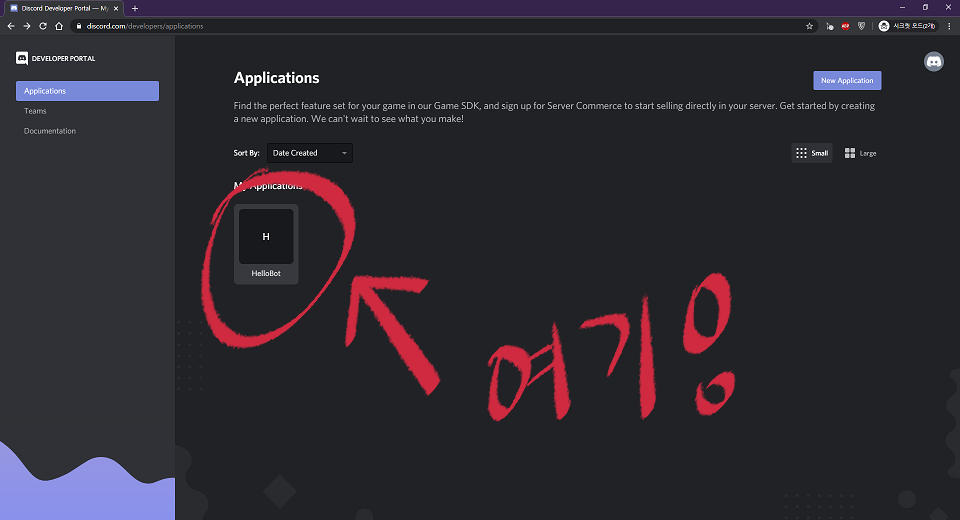 Discord Developer Portal — My
discord.com/developers/applications
ABP
시크릿 모드(2개)
DEVELOPER PORTAL
Applications
Teams
Documentation
Applications
New Application
Find the perfect feature set for your game in our Game SDK, and sign up for Server Commerce to start selling directly in your server. Get started by creating
a new application. We can't wait to see what you make!
Sort By: Date Created
Small Large
My Applications
H
HelloBot
여기!